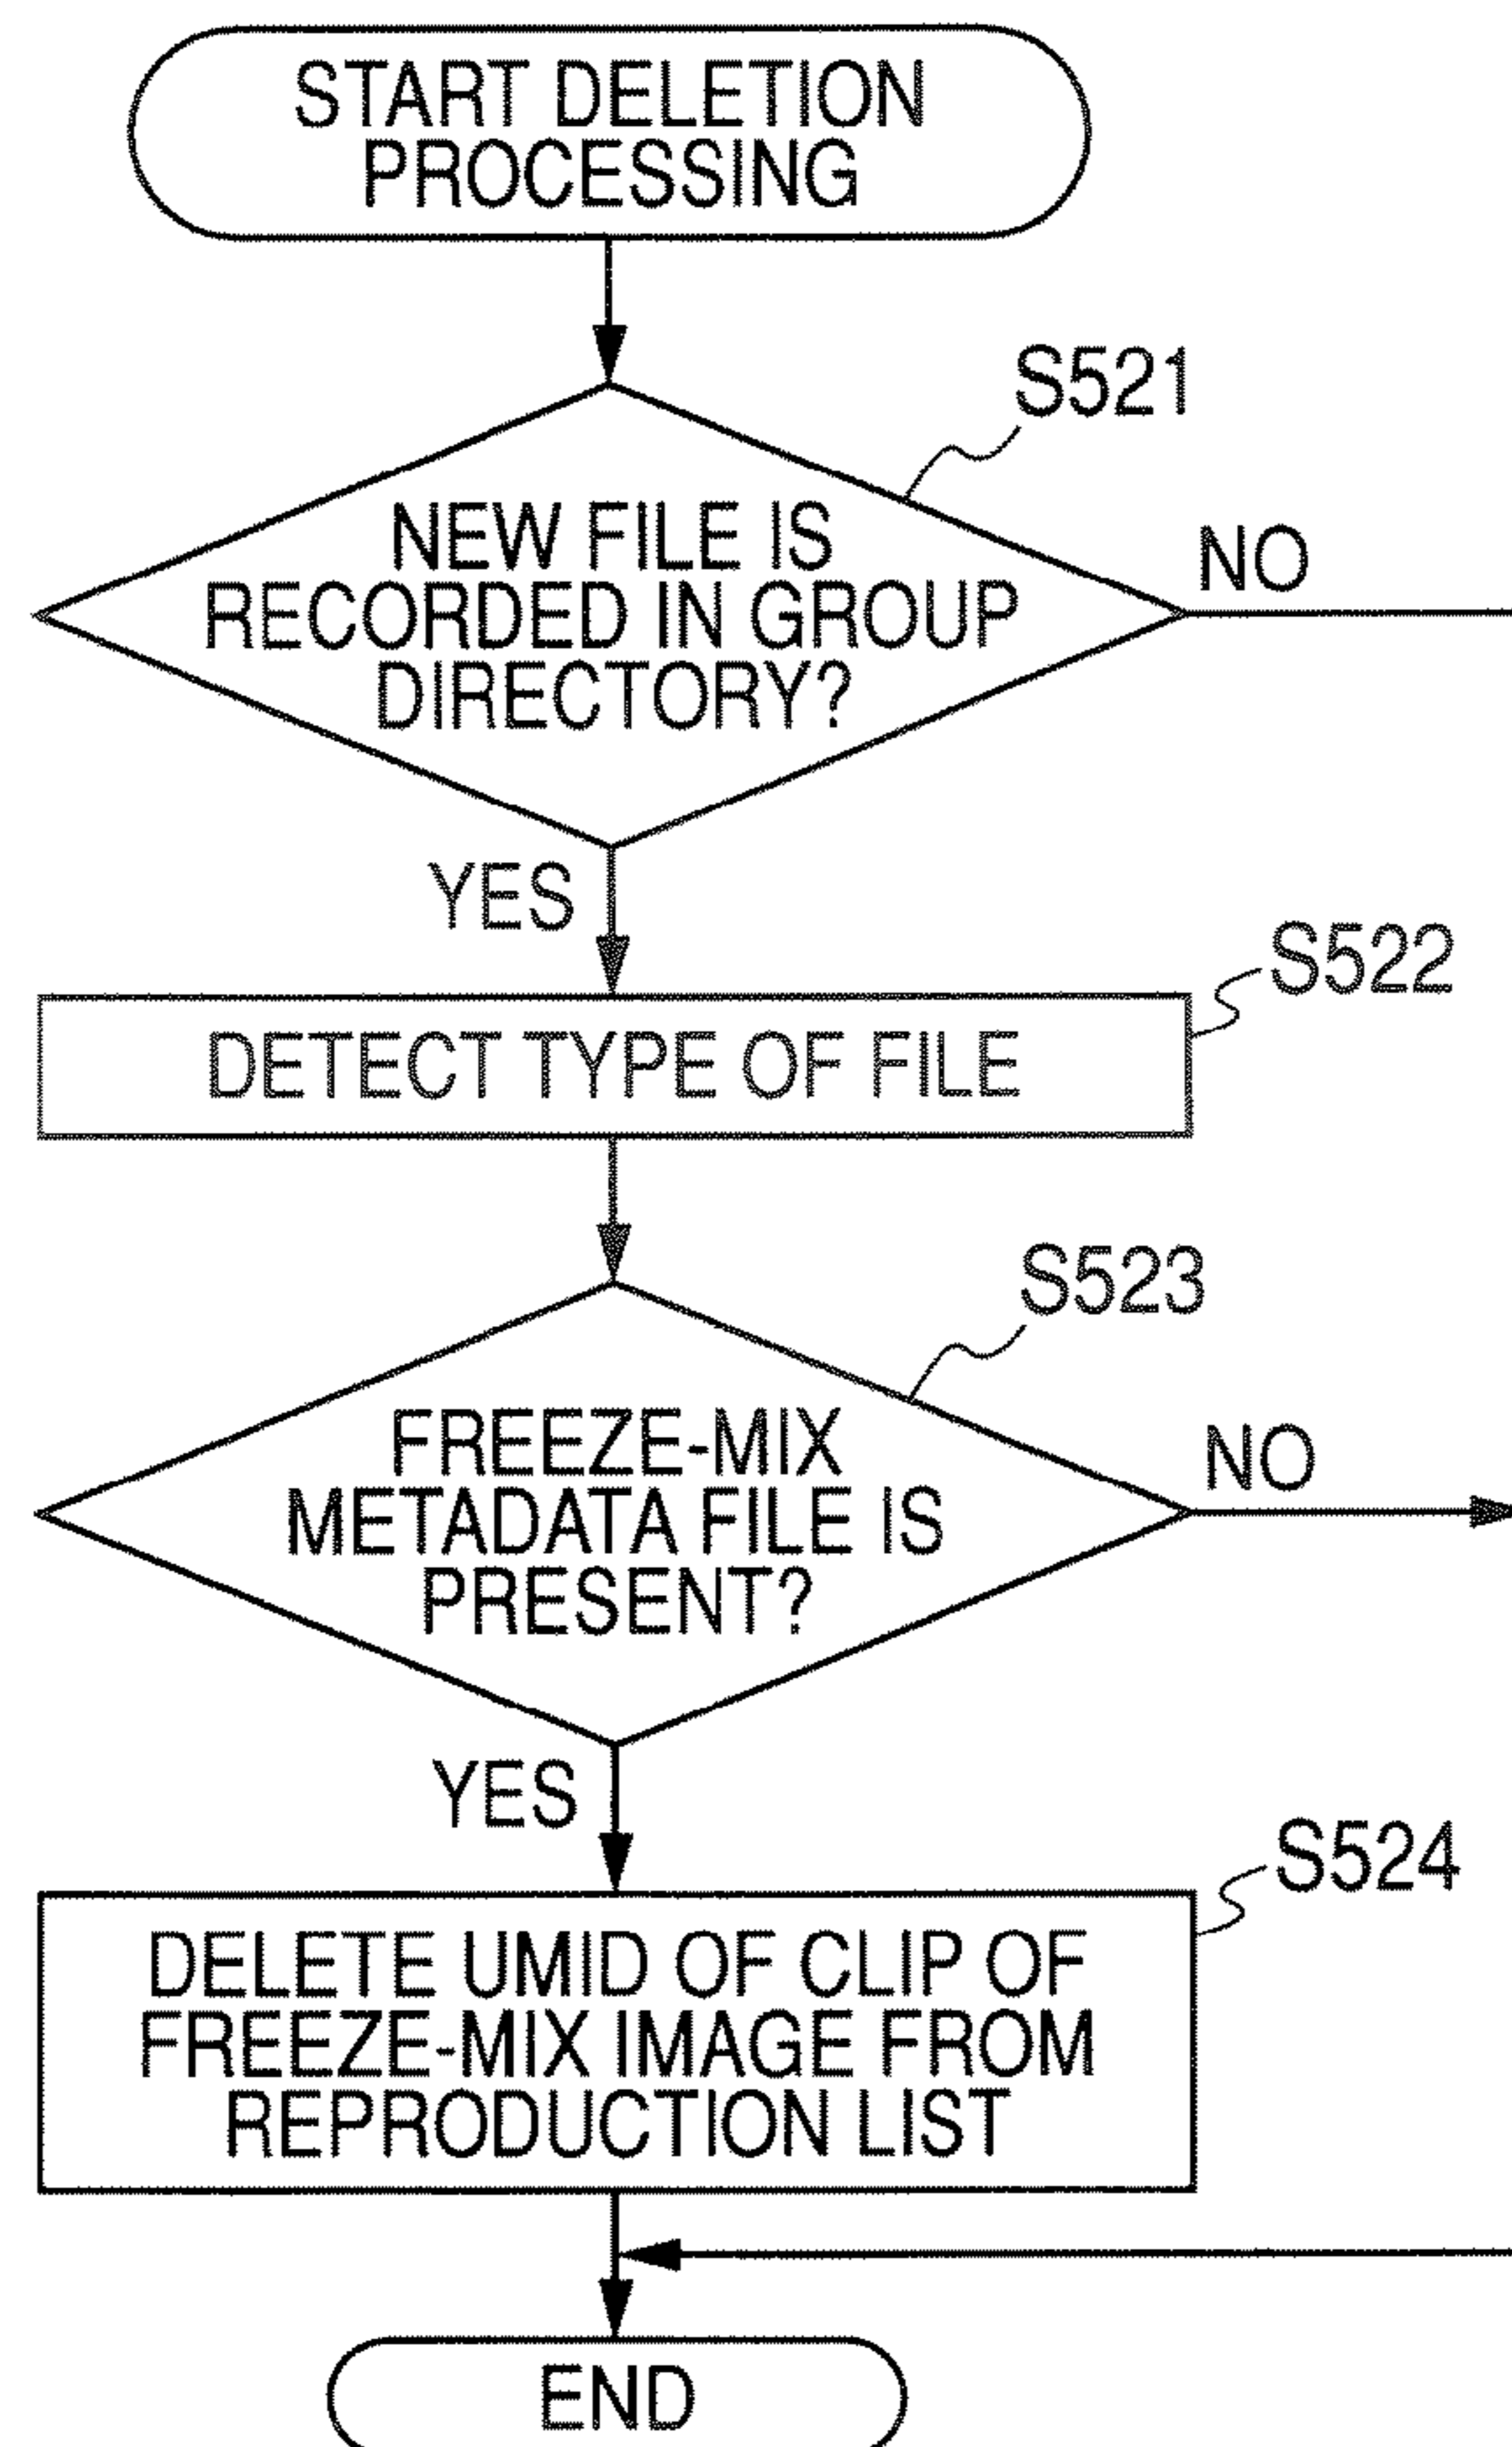 START DELETION
PROCESSING
S521
NEW FILE IS
RECORDED IN GROUP
DIRECTORY?
NO
YES
S522
DETECT TYPE OF FILE
S523
FREEZE-MIX
METADATA FILE IS
PRESENT?
NO
YES
S524
DELETE UMID OF CLIP OF
FREEZE-MIX IMAGE FROM
REPRODUCTION LIST
END